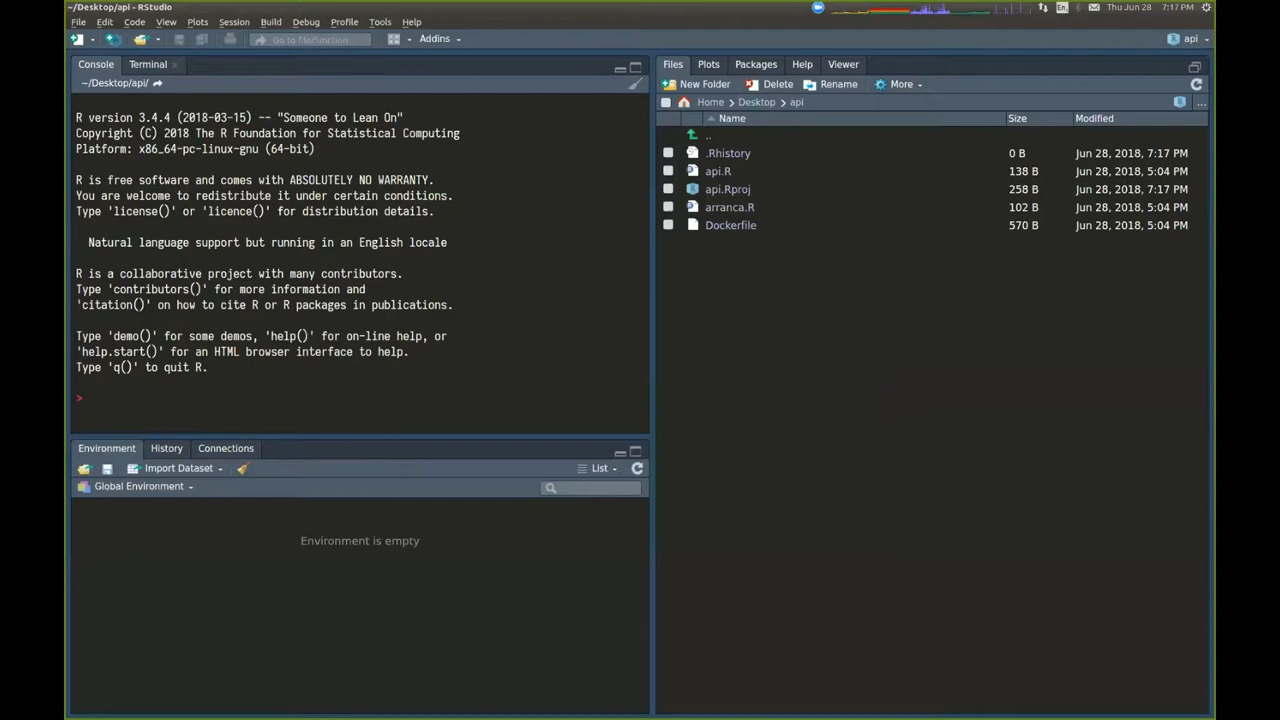 ~/Desktop/api - RStudio
En
Thu Jun 28 7:17 PM
File Edit Code View Plots Session Build Debug Profile Tools Help
Go to file/function
Addins
api
Console Terminal
~/Desktop/api/
R version 3.4.4 (2018-03-15) -- "Someone to Lean On"
Copyright (C) 2018 The R Foundation for Statistical Computing
Platform: x86_64-pc-linux-gnu (64-bit)
R is free software and comes with ABSOLUTELY NO WARRANTY.
You are welcome to redistribute it under certain conditions.
Type 'license()' or 'licence()' for distribution details.
Natural language support but running in an English locale
R is a collaborative project with many contributors.
Type 'contributors()' for more information and
'citation()' on how to cite R or R packages in publications.
Type 'demo()' for some demos, 'help()' for on-line help, or
'help.start()' for an HTML browser interface to help.
Type 'q()' to quit R.
>
Environment History Connections
Import Dataset
List
Global Environment
Environment is empty
Files Plots Packages Help Viewer
New Folder Delete Rename More
Home Desktop api
...
Name Size Modified
..
.Rhistory 0 B Jun 28, 2018, 7:17 PM
api.R 138 B Jun 28, 2018, 5:04 PM
api.Rproj 258 B Jun 28, 2018, 7:17 PM
arranca.R 102 B Jun 28, 2018, 5:04 PM
Dockerfile 570 B Jun 28, 2018, 5:04 PM